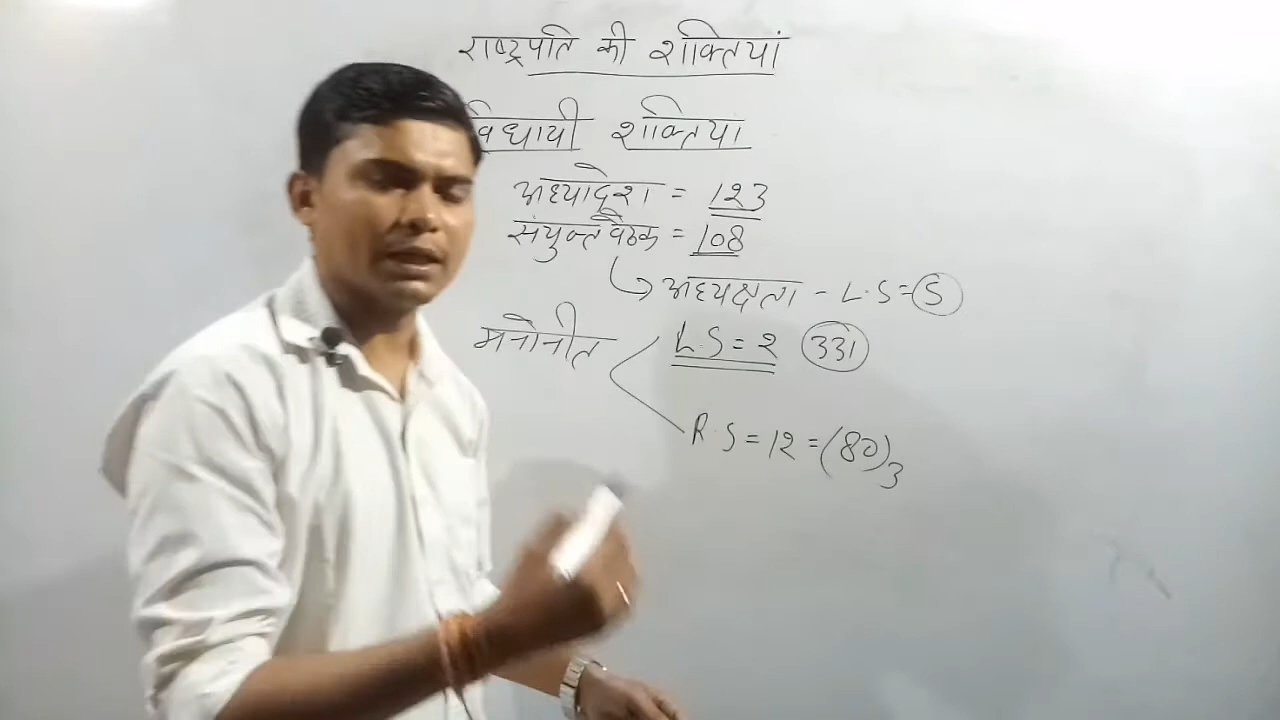 राष्ट्रपति की शक्तियां
विधायी शक्तियां
अध्यादेश = 123
संयुक्त बैठक = 108
अध्यक्षता - L.S = S
मनोनीत
L.S = 2 331
R.S = 12 = (80)3